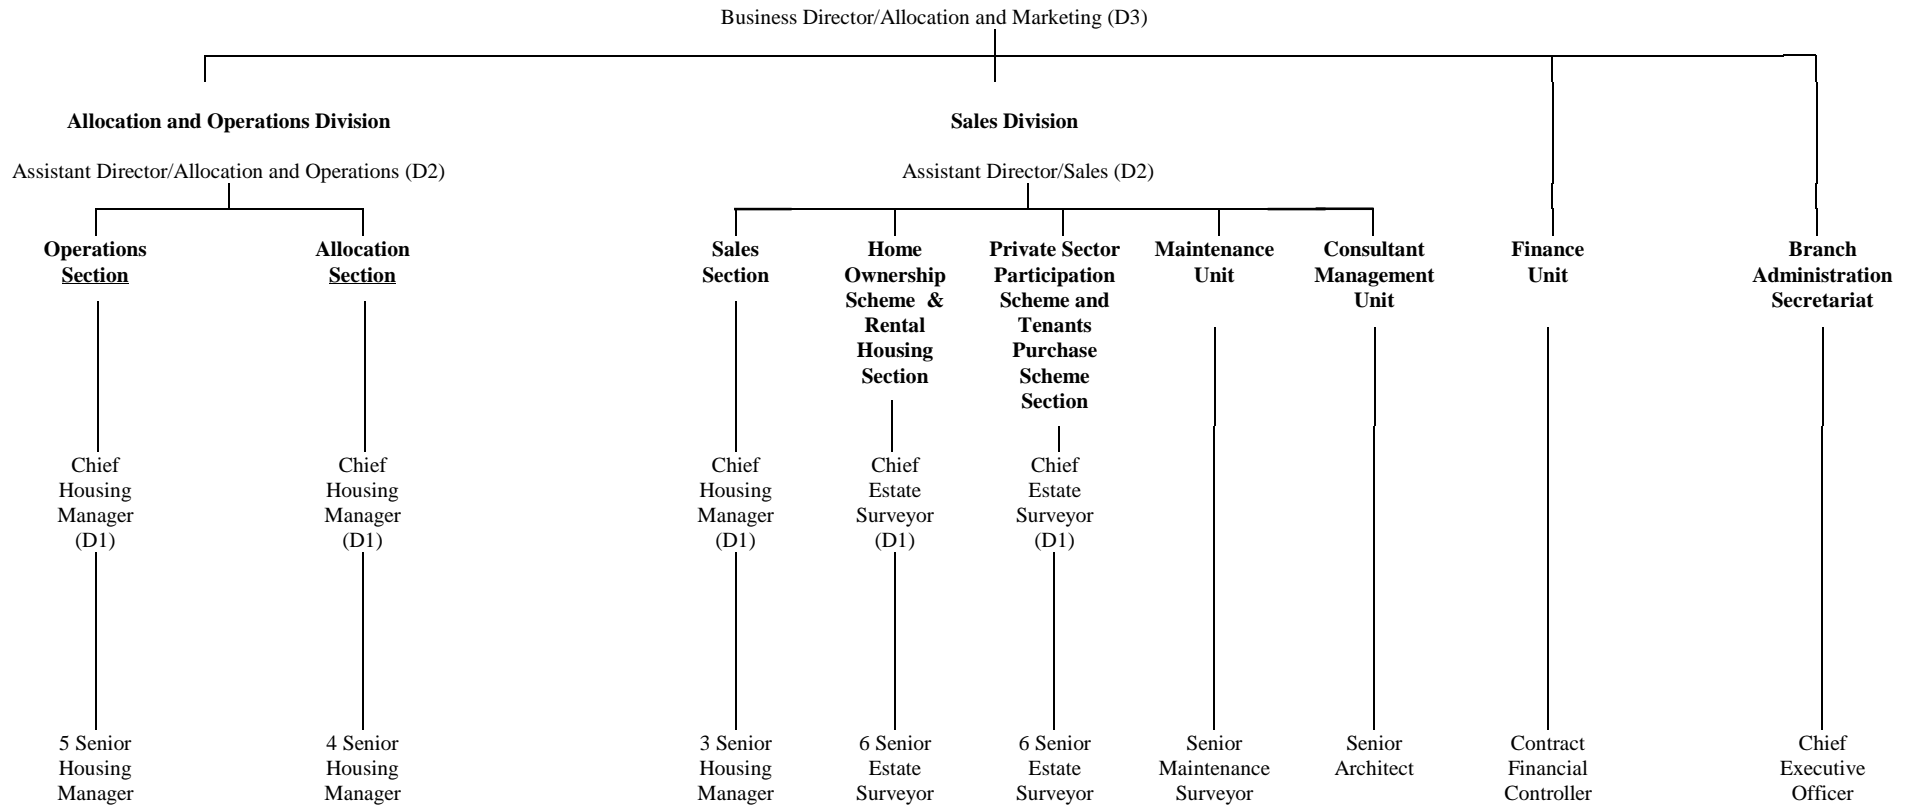 Business Director/Allocation and Marketing (D3)
Allocation and Operations Division
Sales Division
Assistant Director/Allocation and Operations (D2)
Assistant Director/Sales (D2)
Operations
Section
Allocation
Section
Sales
Section
Home
Ownership
Scheme &
Rental
Housing
Section
Private Sector
Participation
Scheme and
Tenants
Purchase
Scheme
Section
Maintenance
Unit
Consultant
Management
Unit
Finance
Unit
Branch
Administration
Secretariat
Chief
Housing
Manager
(D1)
Chief
Housing
Manager
(D1)
Chief
Housing
Manager
(D1)
Chief
Estate
Surveyor
(D1)
Chief
Estate
Surveyor
(D1)
5 Senior
Housing
Manager
4 Senior
Housing
Manager
3 Senior
Housing
Manager
6 Senior
Estate
Surveyor
6 Senior
Estate
Surveyor
Senior
Maintenance
Surveyor
Senior
Architect
Contract
Financial
Controller
Chief
Executive
Officer